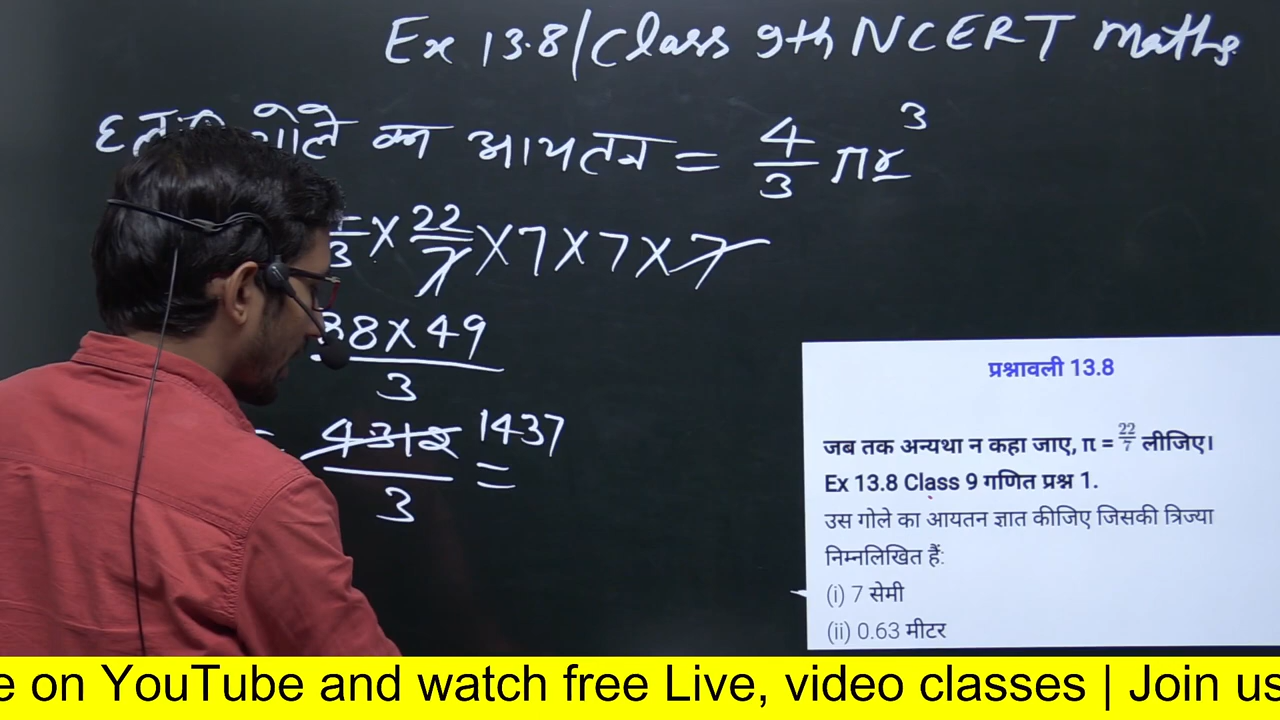 Ex 13.8/Class 9th NCERT Maths
हल:- गोले का आयतन = 4/3 πr³
/3 × 22/7 × 7 × 7 × 7
88 × 49 / 3
= 4312/3 = 1437
प्रश्नावली 13.8
जब तक अन्यथा न कहा जाए, π = 22/7 लीजिए।
Ex 13.8 Class 9 गणित प्रश्न 1.
उस गोले का आयतन ज्ञात कीजिए जिसकी त्रिज्या
निम्नलिखित हैं:
(i) 7 सेमी
(ii) 0.63 मीटर
e on YouTube and watch free Live, video classes | Join us